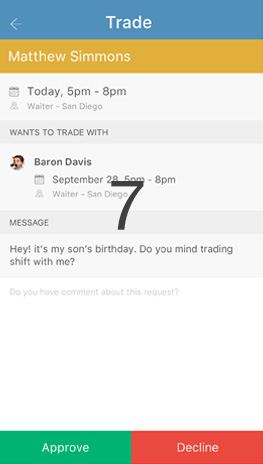 Trade
Matthew Simmons
Today, 5pm - 8pm
Waiter - San Diego
WANTS TO TRADE WITH
Baron Davis
September 28, 5pm - 8pm
Waiter - San Diego
7
MESSAGE
Hey! it's my son's birthday. Do you mind trading
shift with me?
Do you have comment about this request?
Approve
Decline